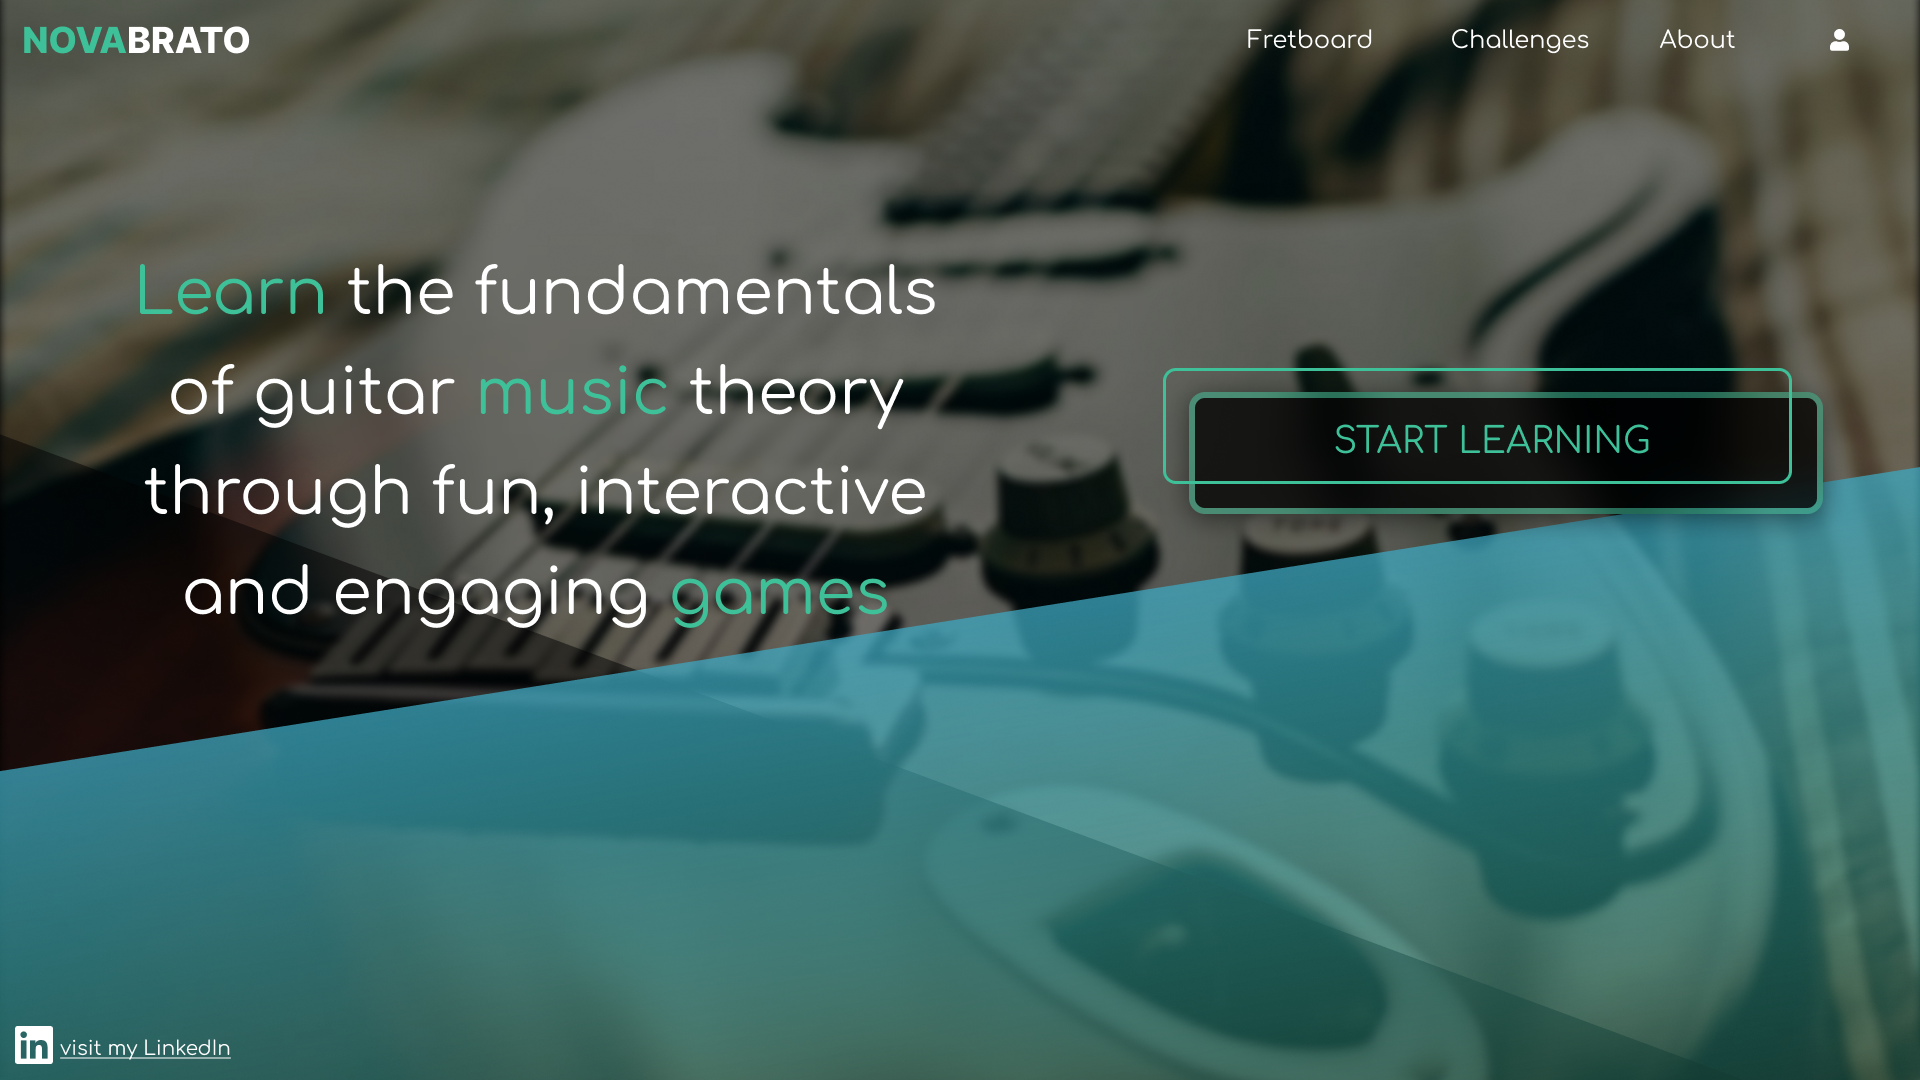 NOVABRATO
Fretboard
Challenges
About
Learn the fundamentals
of guitar music theory
through fun, interactive
and engaging games
START LEARNING
in visit my LinkedIn